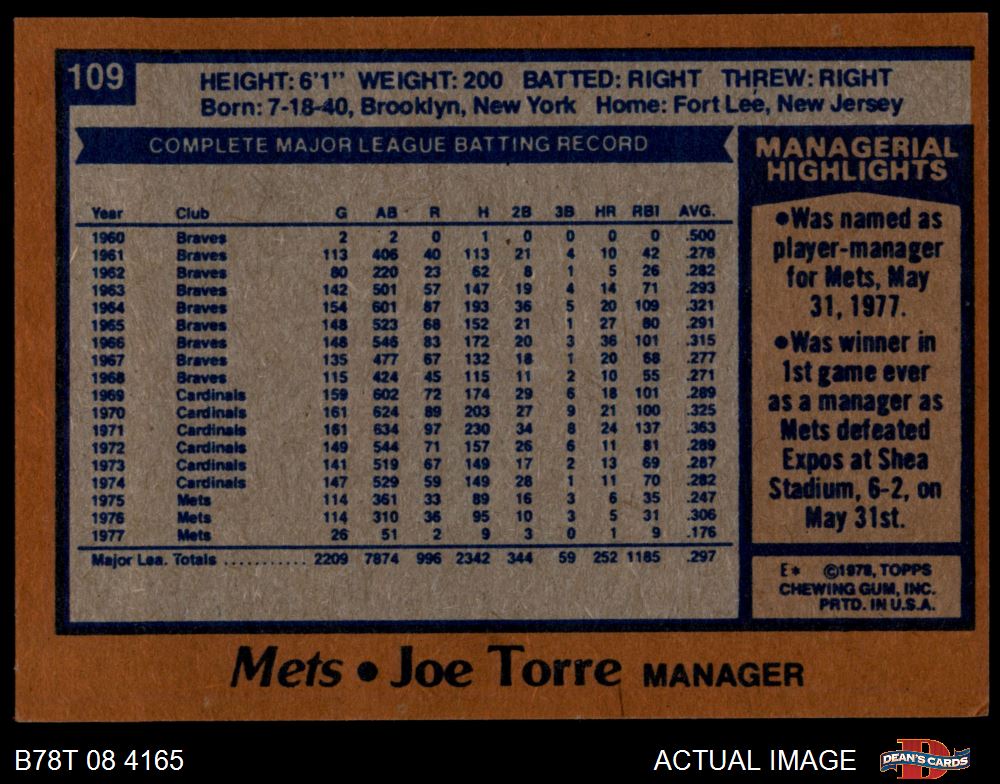 109
HEIGHT: 6'1" WEIGHT: 200 BATTED: RIGHT THREW: RIGHT
Born: 7-18-40, Brooklyn, New York Home: Fort Lee, New Jersey
COMPLETE MAJOR LEAGUE BATTING RECORD
Year Club G AB R H 2B 3B HR RBI AVG.
1960 Braves 2 2 0 1 0 0 0 0 .500
1961 Braves 113 406 40 113 21 4 10 42 .278
1962 Braves 80 220 23 62 8 1 5 26 .282
1963 Braves 142 501 57 147 19 4 14 71 .293
1964 Braves 154 601 87 193 36 5 20 109 .321
1965 Braves 148 523 68 152 21 1 27 80 .291
1966 Braves 148 546 83 172 20 3 36 101 .315
1967 Braves 135 477 67 132 18 1 20 68 .277
1968 Braves 115 424 45 115 11 2 10 55 .271
1969 Cardinals 159 602 72 174 29 6 18 101 .289
1970 Cardinals 161 624 89 203 27 9 21 100 .325
1971 Cardinals 161 634 97 230 34 8 24 137 .363
1972 Cardinals 149 544 71 157 26 6 11 81 .289
1973 Cardinals 141 519 67 149 17 2 13 69 .287
1974 Cardinals 147 529 59 149 28 1 11 70 .282
1975 Mets 114 361 33 89 16 3 6 35 .247
1976 Mets 114 310 36 95 10 3 5 31 .306
1977 Mets 26 51 2 9 3 0 1 9 .176
Major Lea. Totals ........... 2209 7874 996 2342 344 59 252 1185 .297
MANAGERIAL
HIGHLIGHTS
•Was named as
player-manager
for Mets, May
31, 1977.
•Was winner in
1st game ever
as a manager as
Mets defeated
Expos at Shea
Stadium, 6-2, on
May 31st.
E* ©1978, TOPPS
CHEWING GUM, INC.
PRTD. IN U.S.A.
Mets • Joe Torre MANAGER
B78T 08 4165
ACTUAL IMAGE
DEAN'S CARDS